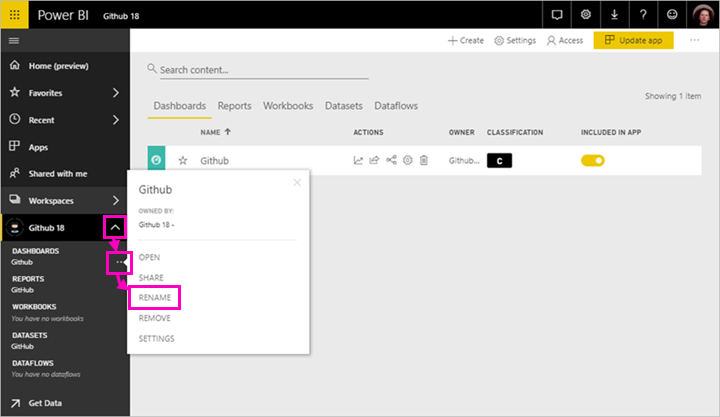 Power BI Github 18
Create Settings Access Update app
Home (preview)
Favorites
Recent
Apps
Shared with me
Workspaces
Github 18
DASHBOARDS
Github
REPORTS
GitHub
WORKBOOKS
You have no workbooks
DATASETS
GitHub
DATAFLOWS
You have no dataflows
Get Data
Search content...
Showing 1 item
Dashboards Reports Workbooks Datasets Dataflows
NAME ACTIONS OWNER CLASSIFICATION INCLUDED IN APP
Github Github... C
Github
OWNED BY:
Github 18 -
OPEN
SHARE
RENAME
REMOVE
SETTINGS